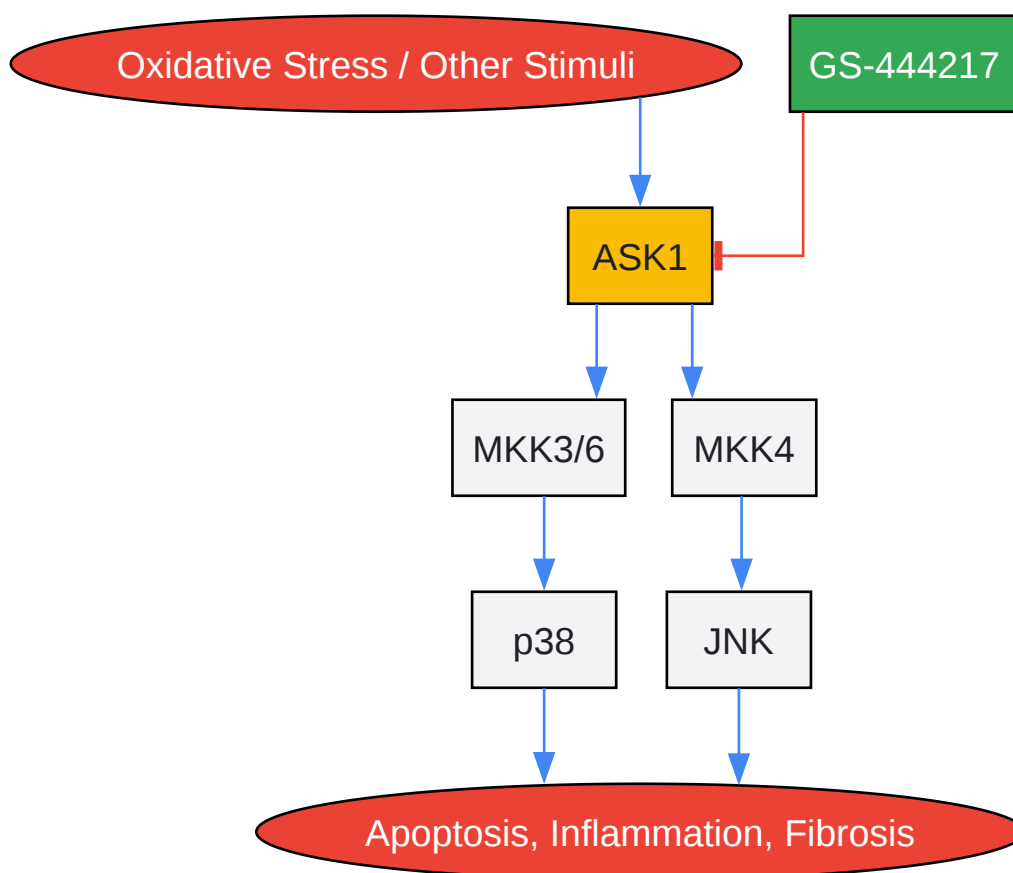 Oxidative Stress / Other Stimuli
GS-444217
ASK1
MKK3/6
MKK4
p38
JNK
Apoptosis, Inflammation, Fibrosis